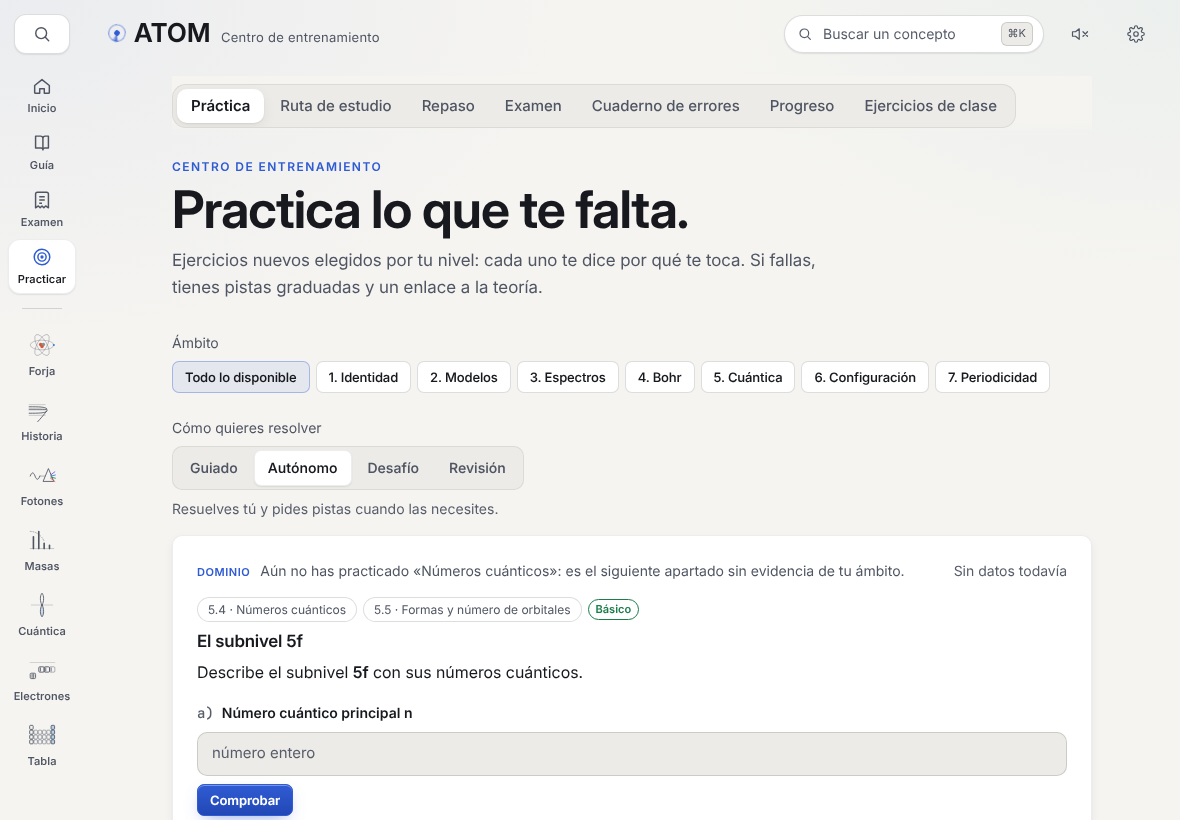 ATOM Centro de entrenamiento
Buscar un concepto ⌘K
Inicio
Guía
Examen
Practicar
Forja
Historia
Fotones
Masas
Cuántica
Electrones
Tabla
Práctica Ruta de estudio Repaso Examen Cuaderno de errores Progreso Ejercicios de clase
CENTRO DE ENTRENAMIENTO
Practica lo que te falta.
Ejercicios nuevos elegidos por tu nivel: cada uno te dice por qué te toca. Si fallas,
tienes pistas graduadas y un enlace a la teoría.
Ámbito
Todo lo disponible 1. Identidad 2. Modelos 3. Espectros 4. Bohr 5. Cuántica 6. Configuración 7. Periodicidad
Cómo quieres resolver
Guiado Autónomo Desafío Revisión
Resuelves tú y pides pistas cuando las necesites.
DOMINIO Aún no has practicado «Números cuánticos»: es el siguiente apartado sin evidencia de tu ámbito. Sin datos todavía
5.4 · Números cuánticos 5.5 · Formas y número de orbitales Básico
El subnivel 5f
Describe el subnivel 5f con sus números cuánticos.
a) Número cuántico principal n
número entero
Comprobar